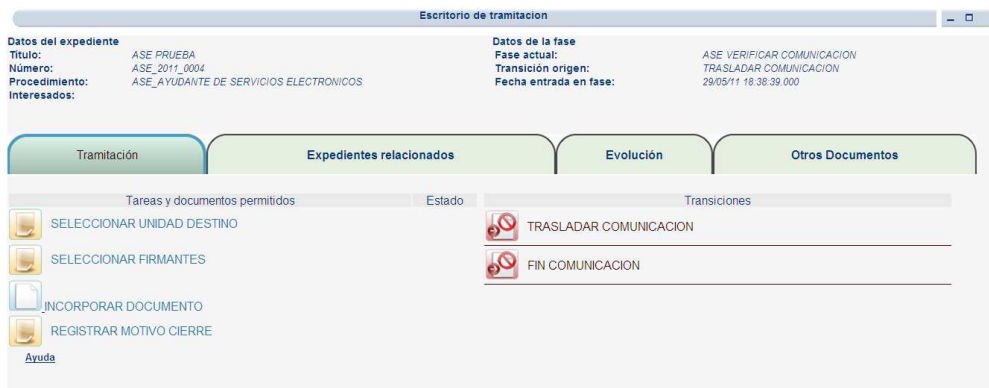 Escritorio de tramitacion
Datos del expediente
Título: ASE PRUEBA
Número: ASE_2011_0004
Procedimiento: ASE_AYUDANTE DE SERVICIOS ELECTRONICOS
Interesados:
Datos de la fase
Fase actual: ASE VERIFICAR COMUNICACION
Transición origen: TRASLADAR COMUNICACION
Fecha entrada en fase: 29/05/11 18:38:39.000
Tramitación
Expedientes relacionados
Evolución
Otros Documentos
Tareas y documentos permitidos
Estado
SELECCIONAR UNIDAD DESTINO
SELECCIONAR FIRMANTES
INCORPORAR DOCUMENTO
REGISTRAR MOTIVO CIERRE
Ayuda
Transiciones
TRASLADAR COMUNICACION
FIN COMUNICACION